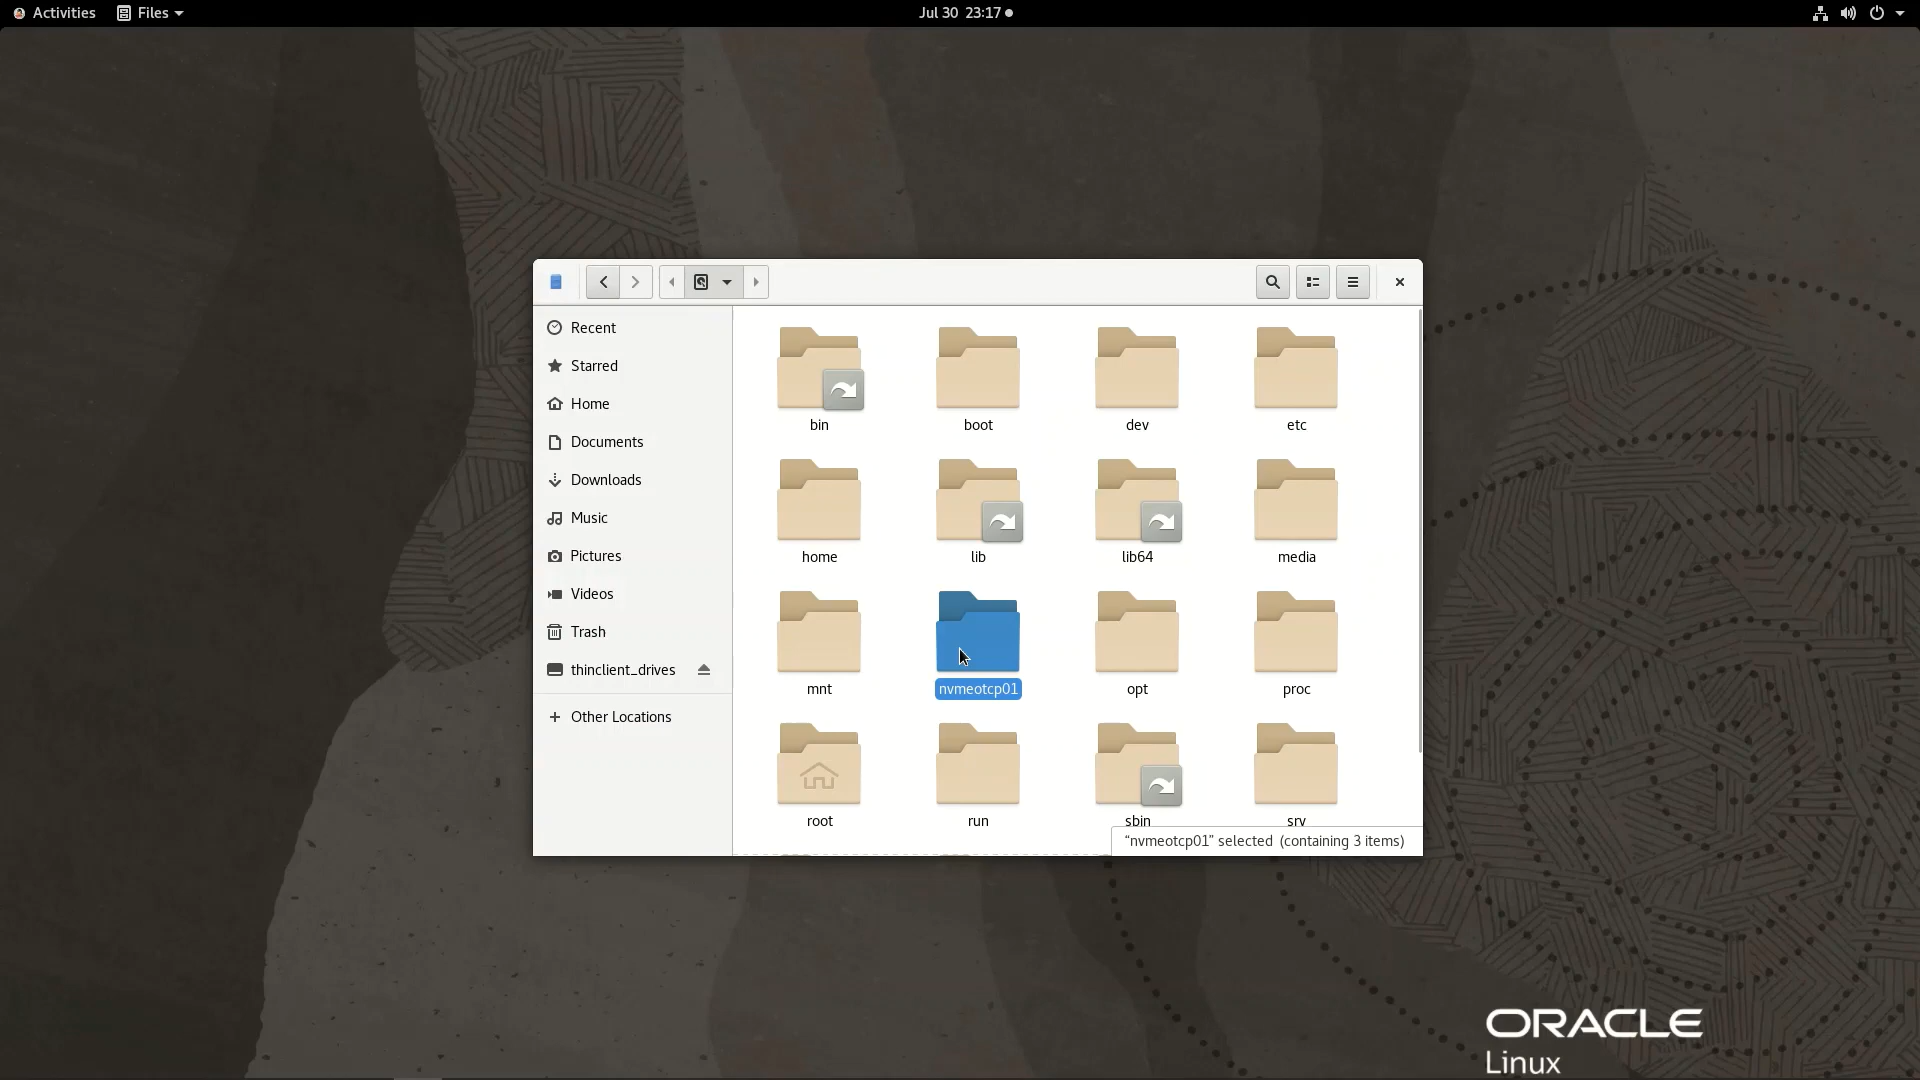 Activities
Files
Jul 30 23:17
Recent
Starred
Home
Documents
Downloads
Music
Pictures
Videos
Trash
thinclient_drives
Other Locations
bin
boot
dev
etc
home
lib
lib64
media
mnt
nvmeotcp01
opt
proc
root
run
sbin
srv
“nvmeotcp01” selected (containing 3 items)
ORACLE
Linux